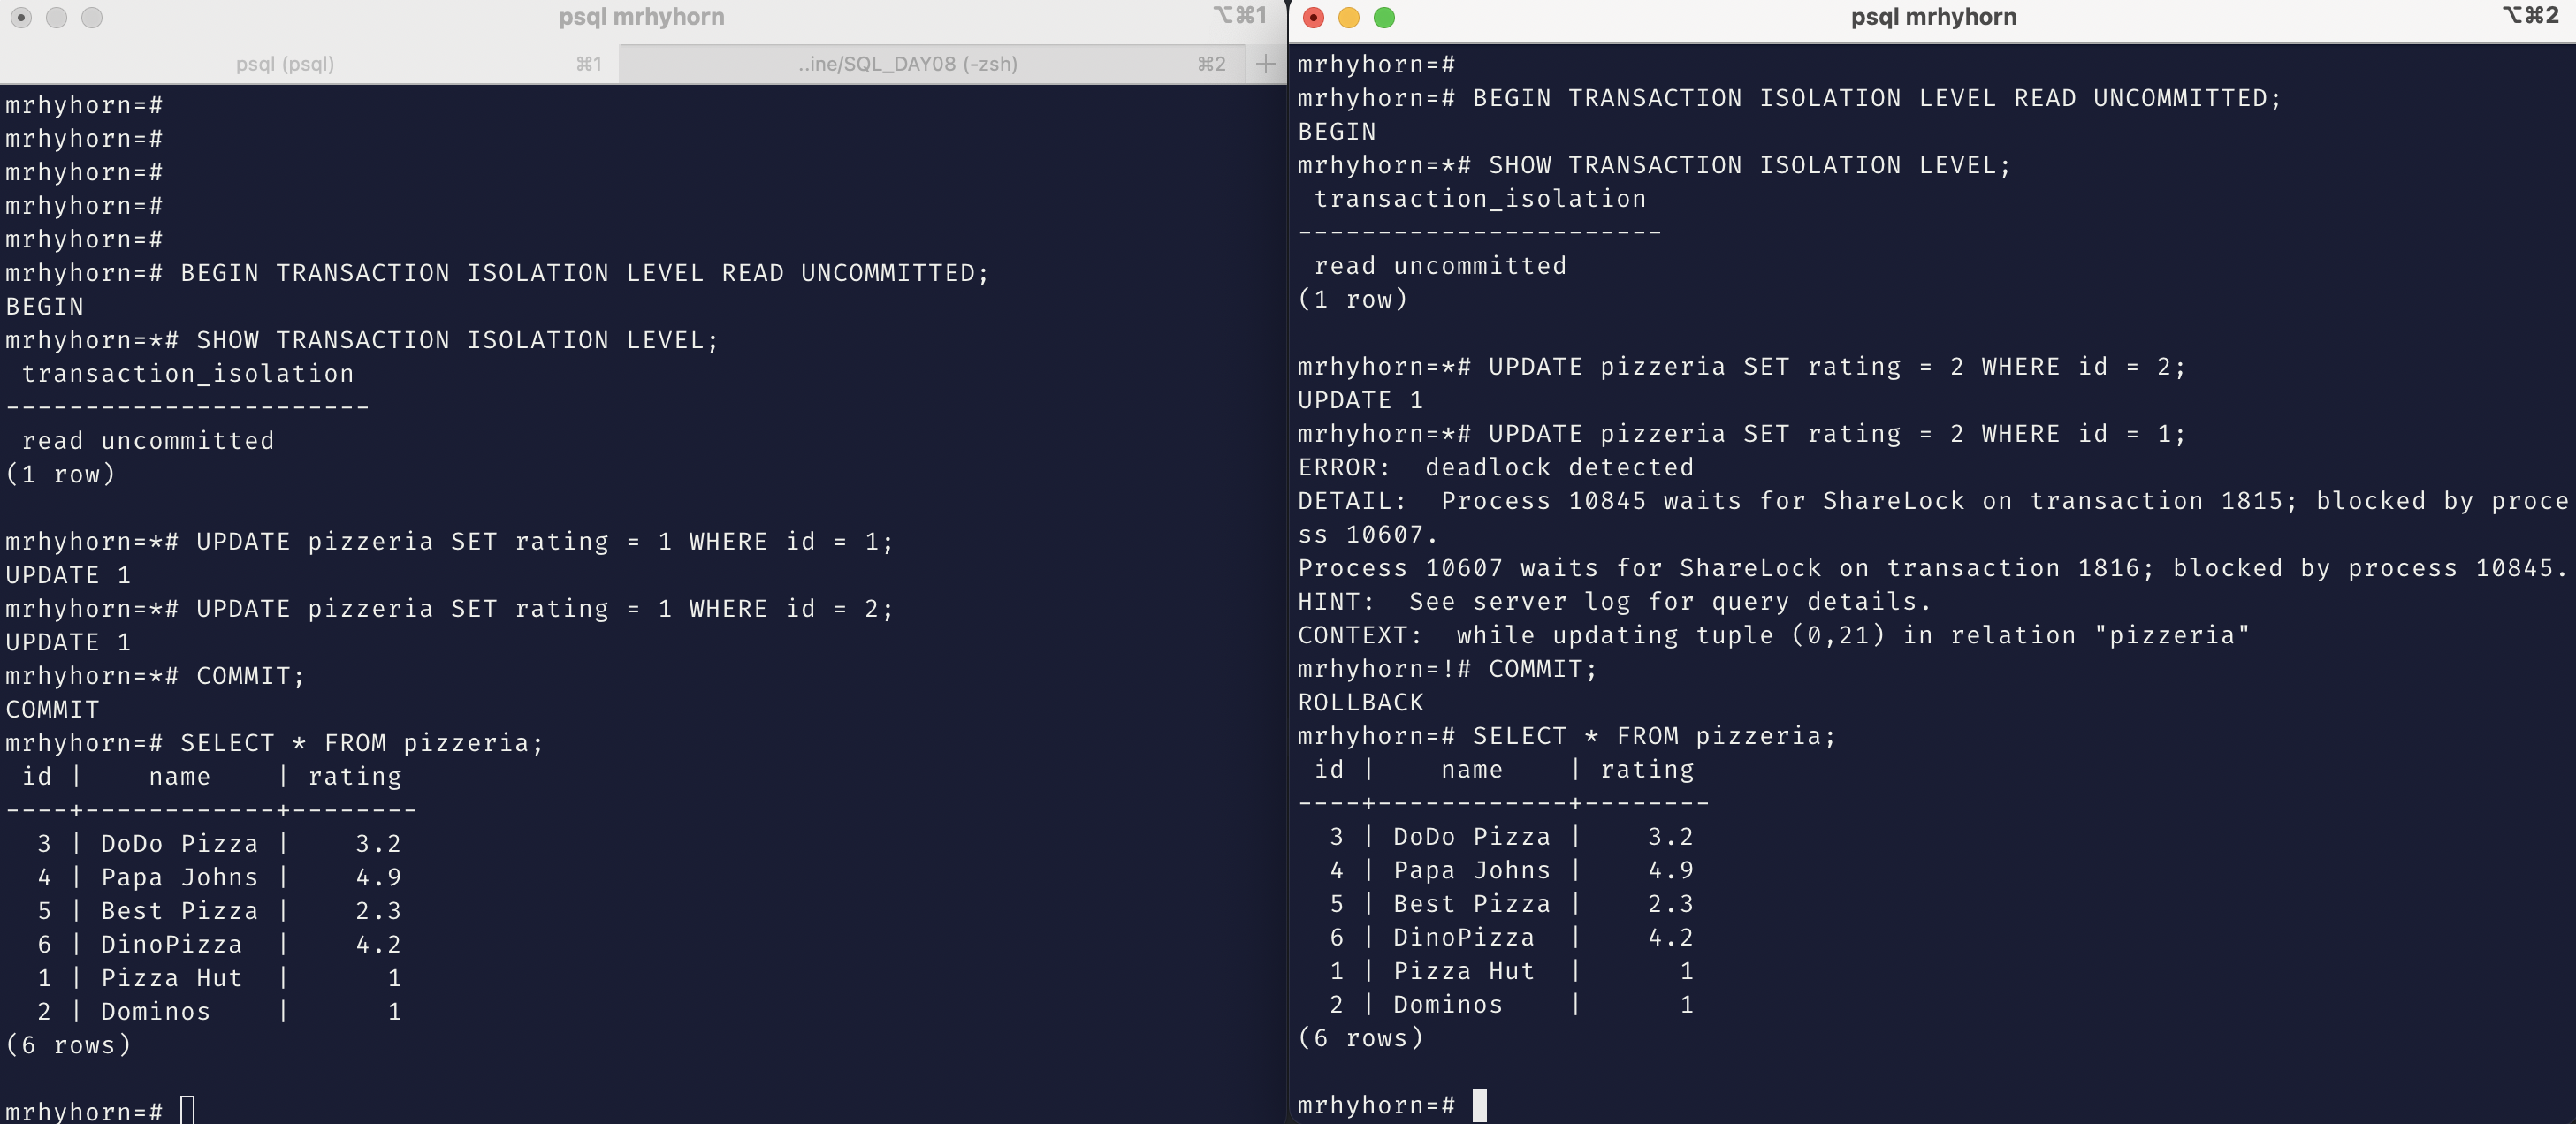 psql mrhyhorn
⌥⌘1
psql (psql)
⌘1
..ine/SQL_DAY08 (-zsh)
⌘2
+
mrhyhorn=#
mrhyhorn=#
mrhyhorn=#
mrhyhorn=#
mrhyhorn=#
mrhyhorn=# BEGIN TRANSACTION ISOLATION LEVEL READ UNCOMMITTED;
BEGIN
mrhyhorn=*# SHOW TRANSACTION ISOLATION LEVEL;
 transaction_isolation
-----------------------
 read uncommitted
(1 row)

mrhyhorn=*# UPDATE pizzeria SET rating = 1 WHERE id = 1;
UPDATE 1
mrhyhorn=*# UPDATE pizzeria SET rating = 1 WHERE id = 2;
UPDATE 1
mrhyhorn=*# COMMIT;
COMMIT
mrhyhorn=# SELECT * FROM pizzeria;
 id |    name    | rating
----+------------+--------
  3 | DoDo Pizza |    3.2
  4 | Papa Johns |    4.9
  5 | Best Pizza |    2.3
  6 | DinoPizza  |    4.2
  1 | Pizza Hut  |      1
  2 | Dominos    |      1
(6 rows)

mrhyhorn=#
psql mrhyhorn
⌥⌘2
mrhyhorn=#
mrhyhorn=# BEGIN TRANSACTION ISOLATION LEVEL READ UNCOMMITTED;
BEGIN
mrhyhorn=*# SHOW TRANSACTION ISOLATION LEVEL;
 transaction_isolation
-----------------------
 read uncommitted
(1 row)

mrhyhorn=*# UPDATE pizzeria SET rating = 2 WHERE id = 2;
UPDATE 1
mrhyhorn=*# UPDATE pizzeria SET rating = 2 WHERE id = 1;
ERROR:  deadlock detected
DETAIL:  Process 10845 waits for ShareLock on transaction 1815; blocked by proce
ss 10607.
Process 10607 waits for ShareLock on transaction 1816; blocked by process 10845.
HINT:  See server log for query details.
CONTEXT:  while updating tuple (0,21) in relation "pizzeria"
mrhyhorn=!# COMMIT;
ROLLBACK
mrhyhorn=# SELECT * FROM pizzeria;
 id |    name    | rating
----+------------+--------
  3 | DoDo Pizza |    3.2
  4 | Papa Johns |    4.9
  5 | Best Pizza |    2.3
  6 | DinoPizza  |    4.2
  1 | Pizza Hut  |      1
  2 | Dominos    |      1
(6 rows)

mrhyhorn=#